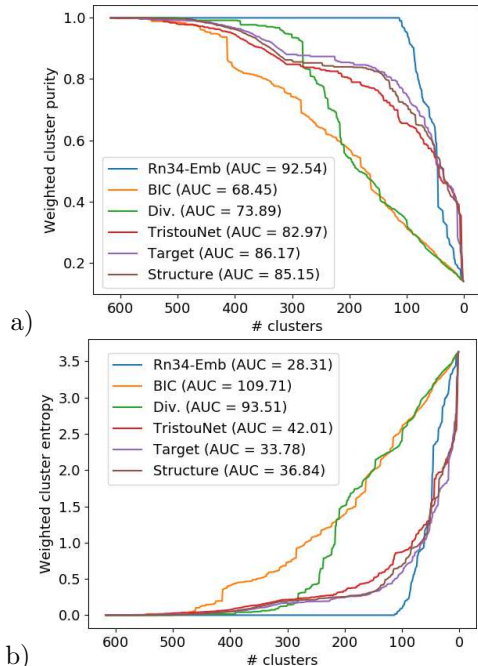 1.0
0.8
0.6
0.4
0.2
Weighted cluster purity
Rn34-Emb (AUC = 92.54)
BIC (AUC = 68.45)
Div. (AUC = 73.89)
TristouNet (AUC = 82.97)
Target (AUC = 86.17)
Structure (AUC = 85.15)
600 500 400 300 200 100 0
# clusters
a)
3.5
3.0
2.5
2.0
1.5
1.0
0.5
0.0
Weighted cluster entropy
Rn34-Emb (AUC = 28.31)
BIC (AUC = 109.71)
Div. (AUC = 93.51)
TristouNet (AUC = 42.01)
Target (AUC = 33.78)
Structure (AUC = 36.84)
600 500 400 300 200 100 0
# clusters
b)